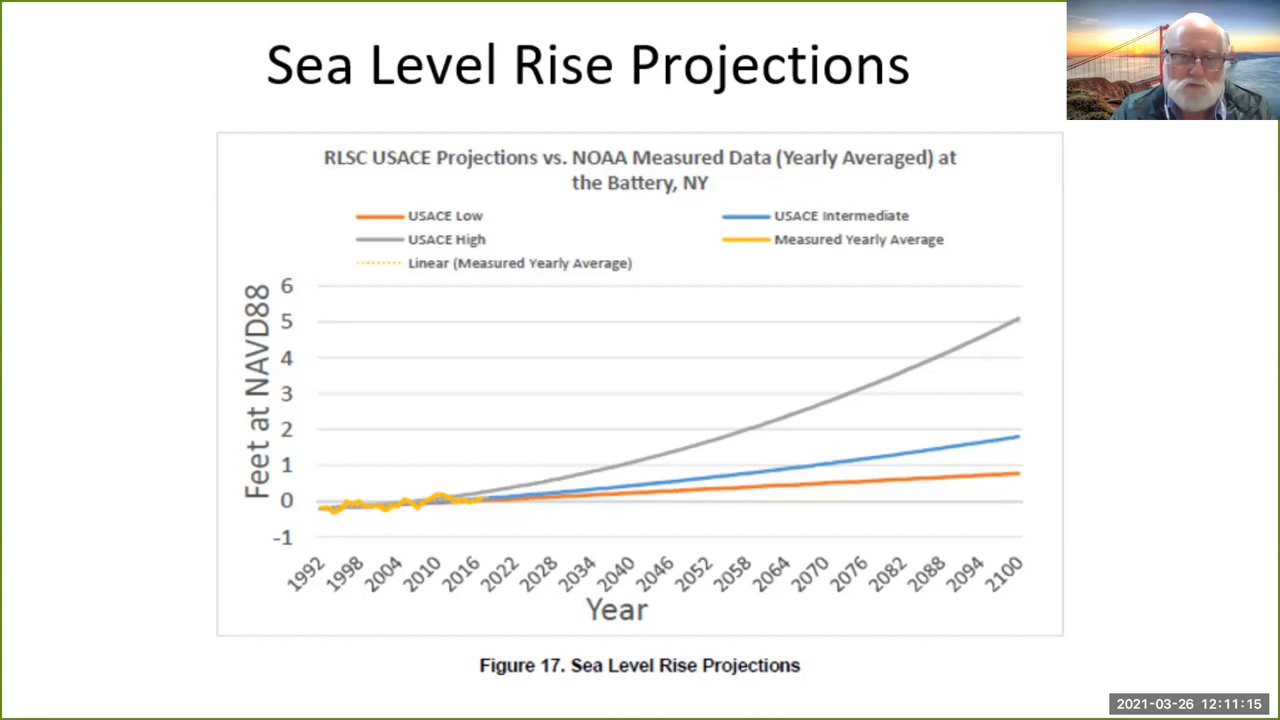 Sea Level Rise Projections
RLSC USACE Projections vs. NOAA Measured Data (Yearly Averaged) at
the Battery, NY
USACE Low
USACE Intermediate
USACE High
Measured Yearly Average
Linear (Measured Yearly Average)
Feet at NAVD88
6
5
4
3
2
1
0
-1
1992 1998 2004 2010 2016 2022 2028 2034 2040 2046 2052 2058 2064 2070 2076 2082 2088 2094 2100
Year
Figure 17. Sea Level Rise Projections
2021-03-26 12:11:15